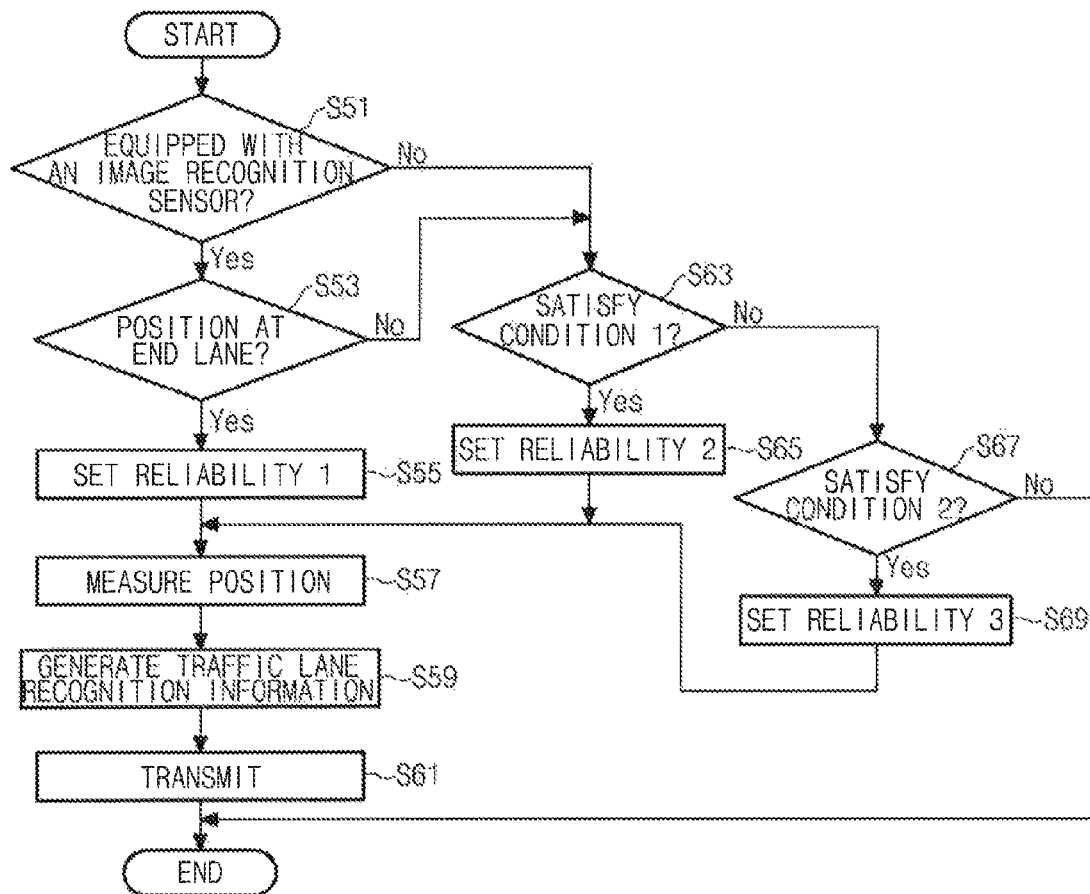 START
S51
EQUIPPED WITH
AN IMAGE RECOGNITION
SENSOR?
No
Yes
S53
POSITION AT
END LANE?
No
Yes
SET RELIABILITY 1
S55
S63
SATISFY
CONDITION 1?
No
Yes
SET RELIABILITY 2
S65
S67
SATISFY
CONDITION 2?
No
Yes
SET RELIABILITY 3
S69
MEASURE POSITION
S57
GENERATE TRAFFIC LANE
RECOGNITION INFORMATION
S59
TRANSMIT
S61
END